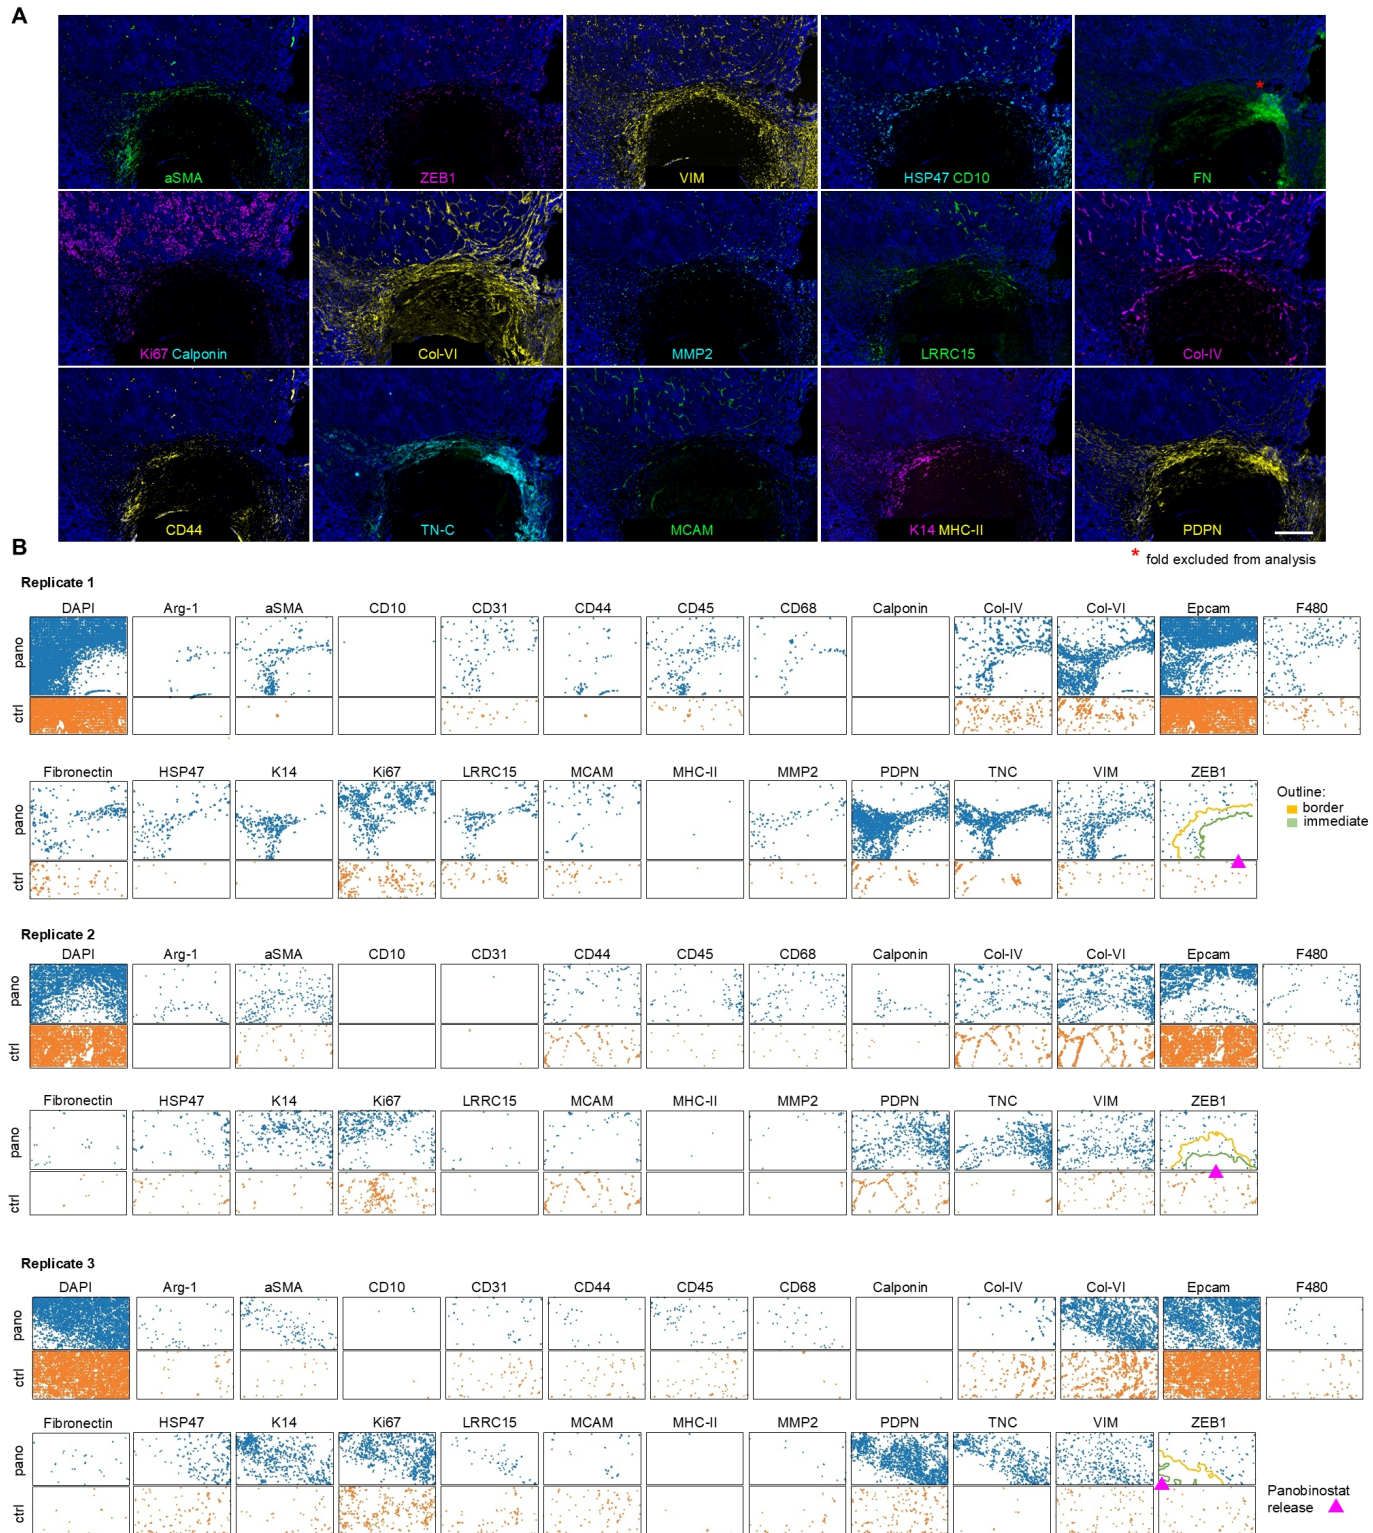 A
aSMA
ZEB1
VIM
HSP47 CD10
FN
*
Ki67 Calponin
Col-VI
MMP2
LRRC15
Col-IV
CD44
TN-C
MCAM
K14 MHC-II
PDPN
B
* fold excluded from analysis
Replicate 1
DAPI Arg-1 aSMA CD10 CD31 CD44 CD45 CD68 Calponin Col-IV Col-VI Epcam F480
pano
ctrl
Fibronectin HSP47 K14 Ki67 LRRC15 MCAM MHC-II MMP2 PDPN TNC VIM ZEB1
pano
ctrl
Outline:
border
immediate
Replicate 2
DAPI Arg-1 aSMA CD10 CD31 CD44 CD45 CD68 Calponin Col-IV Col-VI Epcam F480
pano
ctrl
Fibronectin HSP47 K14 Ki67 LRRC15 MCAM MHC-II MMP2 PDPN TNC VIM ZEB1
pano
ctrl
Replicate 3
DAPI Arg-1 aSMA CD10 CD31 CD44 CD45 CD68 Calponin Col-IV Col-VI Epcam F480
pano
ctrl
Fibronectin HSP47 K14 Ki67 LRRC15 MCAM MHC-II MMP2 PDPN TNC VIM ZEB1
pano
ctrl
Panobinostat
release